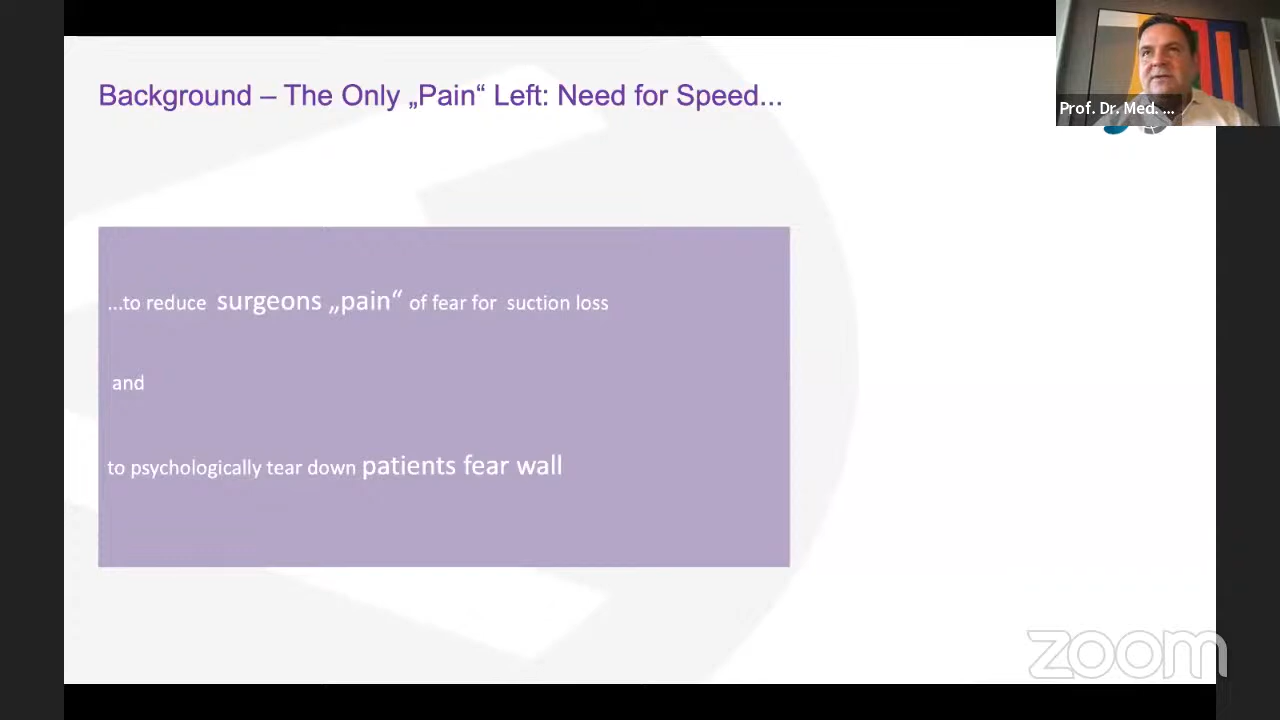 Background – The Only „Pain“ Left: Need for Speed...
Prof. Dr. Med. ...
...to reduce surgeons „pain“ of fear for suction loss
and
to psychologically tear down patients fear wall
zoom